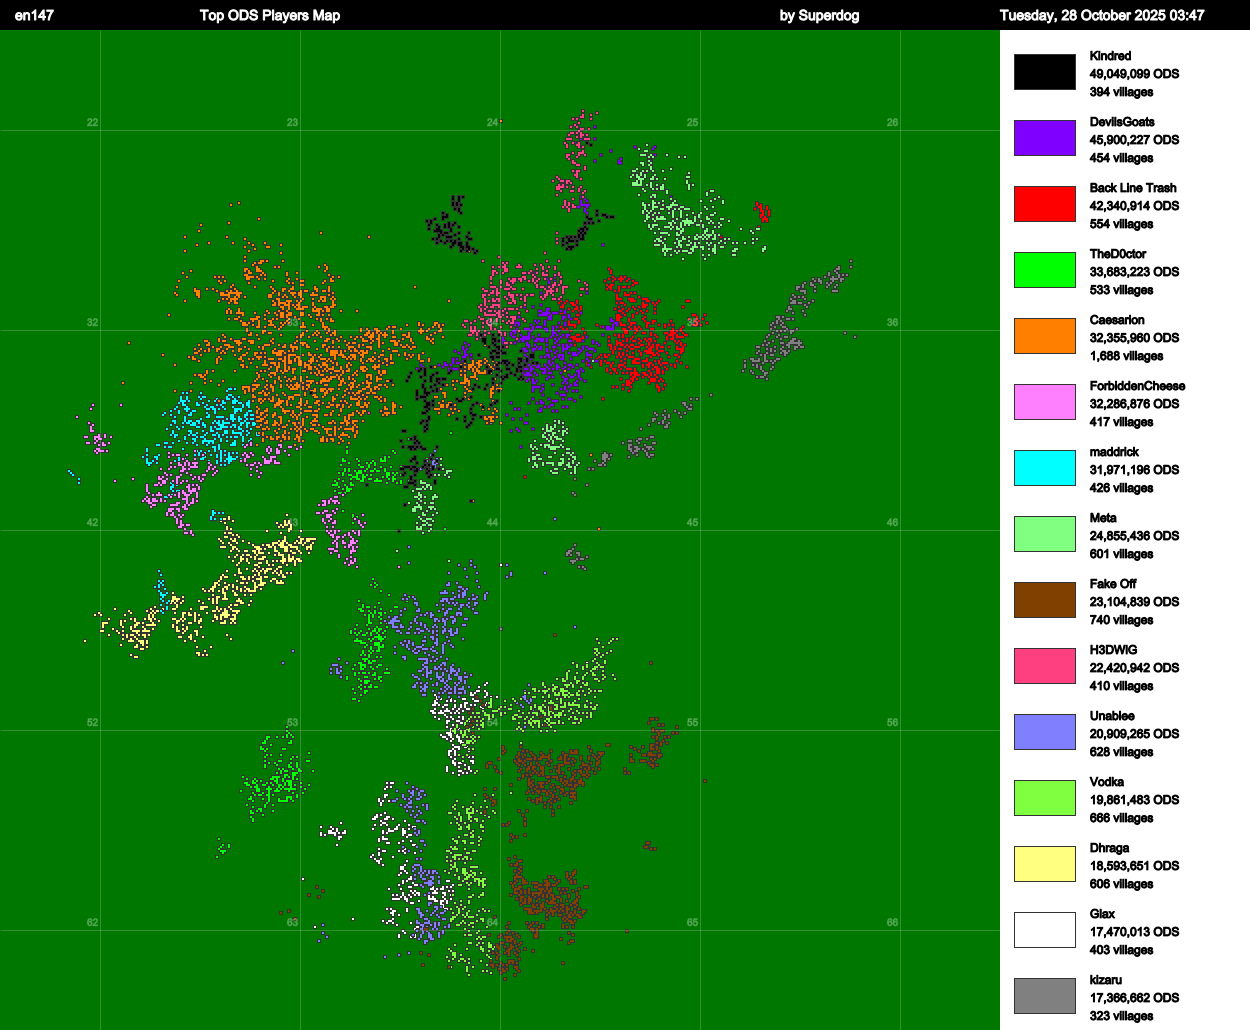 en147 Top ODS Players Map by Superdog Tuesday, 28 October 2025 03:47
Kindred
49,049,099 ODS
394 villages
DevilsGoats
45,900,227 ODS
454 villages
Back Line Trash
42,340,914 ODS
554 villages
TheD0ctor
33,683,223 ODS
533 villages
Caesarion
32,355,960 ODS
1,688 villages
ForbiddenCheese
32,286,876 ODS
417 villages
maddrick
31,971,196 ODS
426 villages
Meta
24,855,436 ODS
601 villages
Fake Off
23,104,839 ODS
740 villages
H3DWIG
22,420,942 ODS
410 villages
Unablee
20,909,265 ODS
628 villages
Vodka
19,861,483 ODS
666 villages
Dhraga
18,593,651 ODS
606 villages
Glax
17,470,013 ODS
403 villages
kizaru
17,366,662 ODS
323 villages
22 23 24 25 26
32 33 35 36
42 43 44 45 46
52 53 54 55 56
62 63 64 65 66